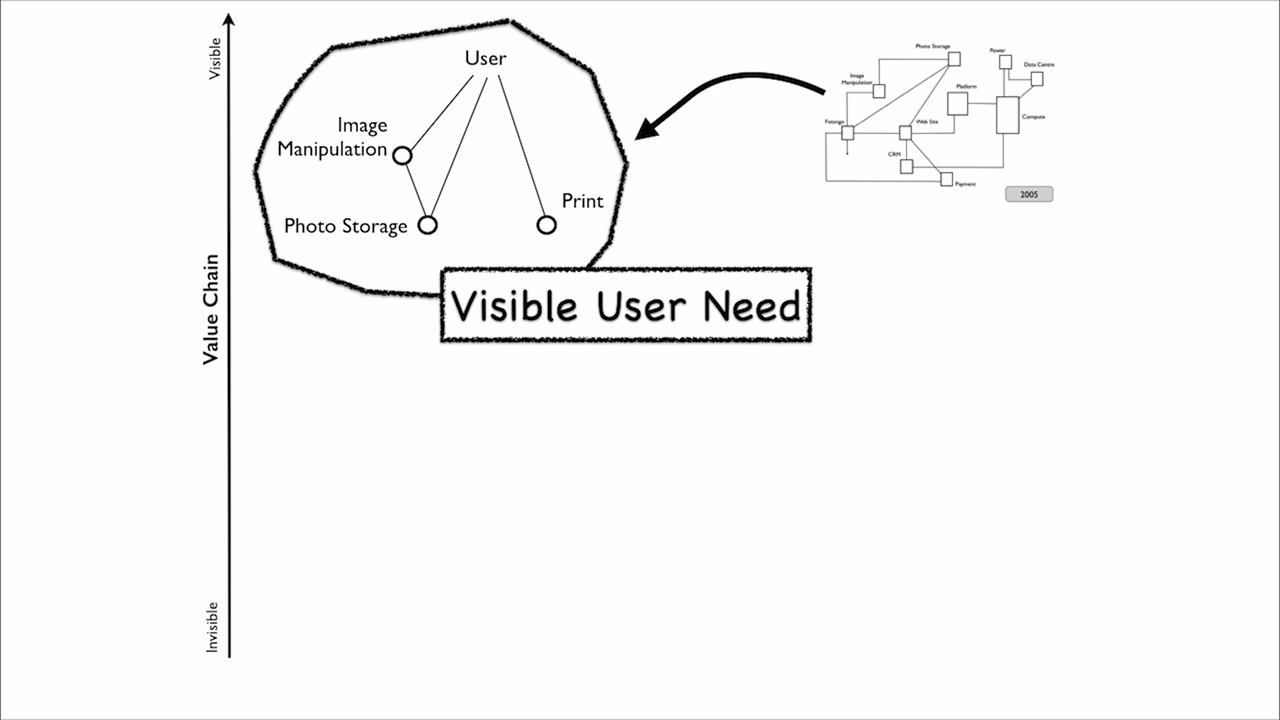 Visible
Value Chain
Invisible
User
Image
Manipulation
Photo Storage
Print
Visible User Need
Photo Storage
Image
Manipulation
Fotango
Web Site
CRM
Payment
Platform
Power
Data Centre
Compute
2005